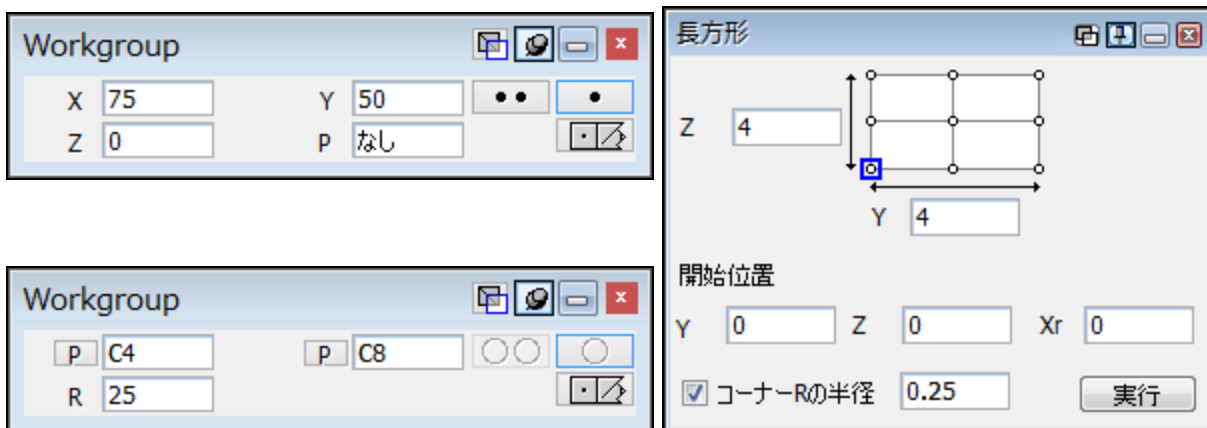 Workgroup
X 75 Y 50
Z 0 P なし
Workgroup
P C4 P C8
R 25
長方形
Z 4
Y 4
開始位置
Y 0 Z 0 Xr 0
コーナーRの半径 0.25 実行